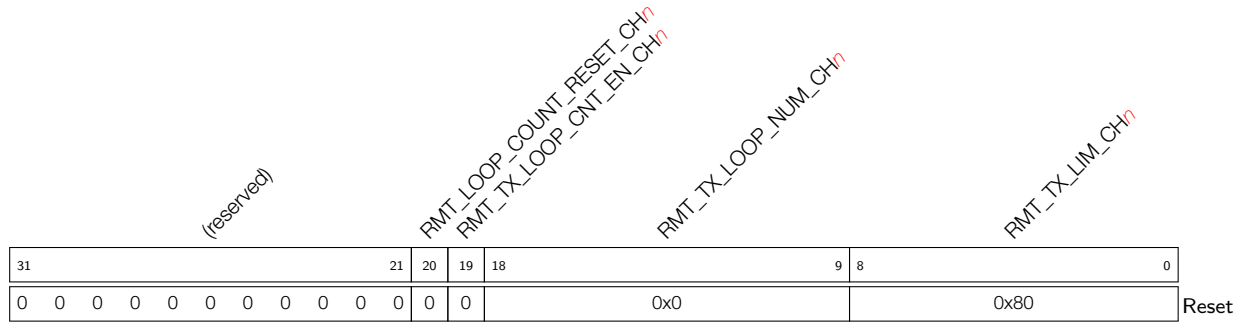 (reserved)
RMT_LOOP_COUNT_RESET_CHn
RMT_TX_LOOP_CNT_EN_CHn
RMT_TX_LOOP_NUM_CHn
RMT_TX_LIM_CHn
31 21 20 19 18 9 8 0
0 0 0 0 0 0 0 0 0 0 0 0 0 0x0 0x80 Reset